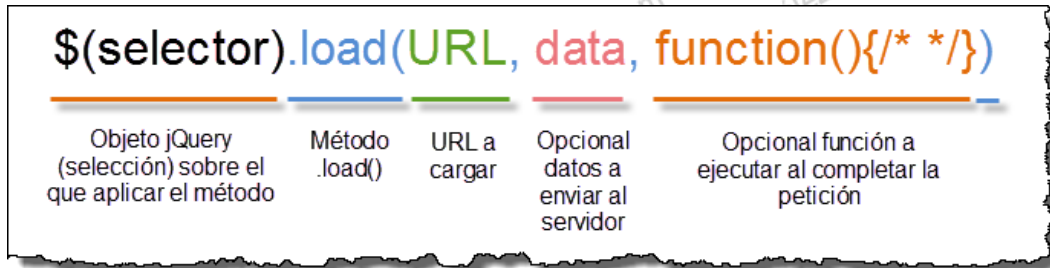 $(selector).load(URL, data, function(){/* */})
Objeto jQuery
(selección) sobre el
que aplicar el método
Método
.load()
URL a
cargar
Opcional
datos a
enviar al
servidor
Opcional función a
ejecutar al completar la
petición